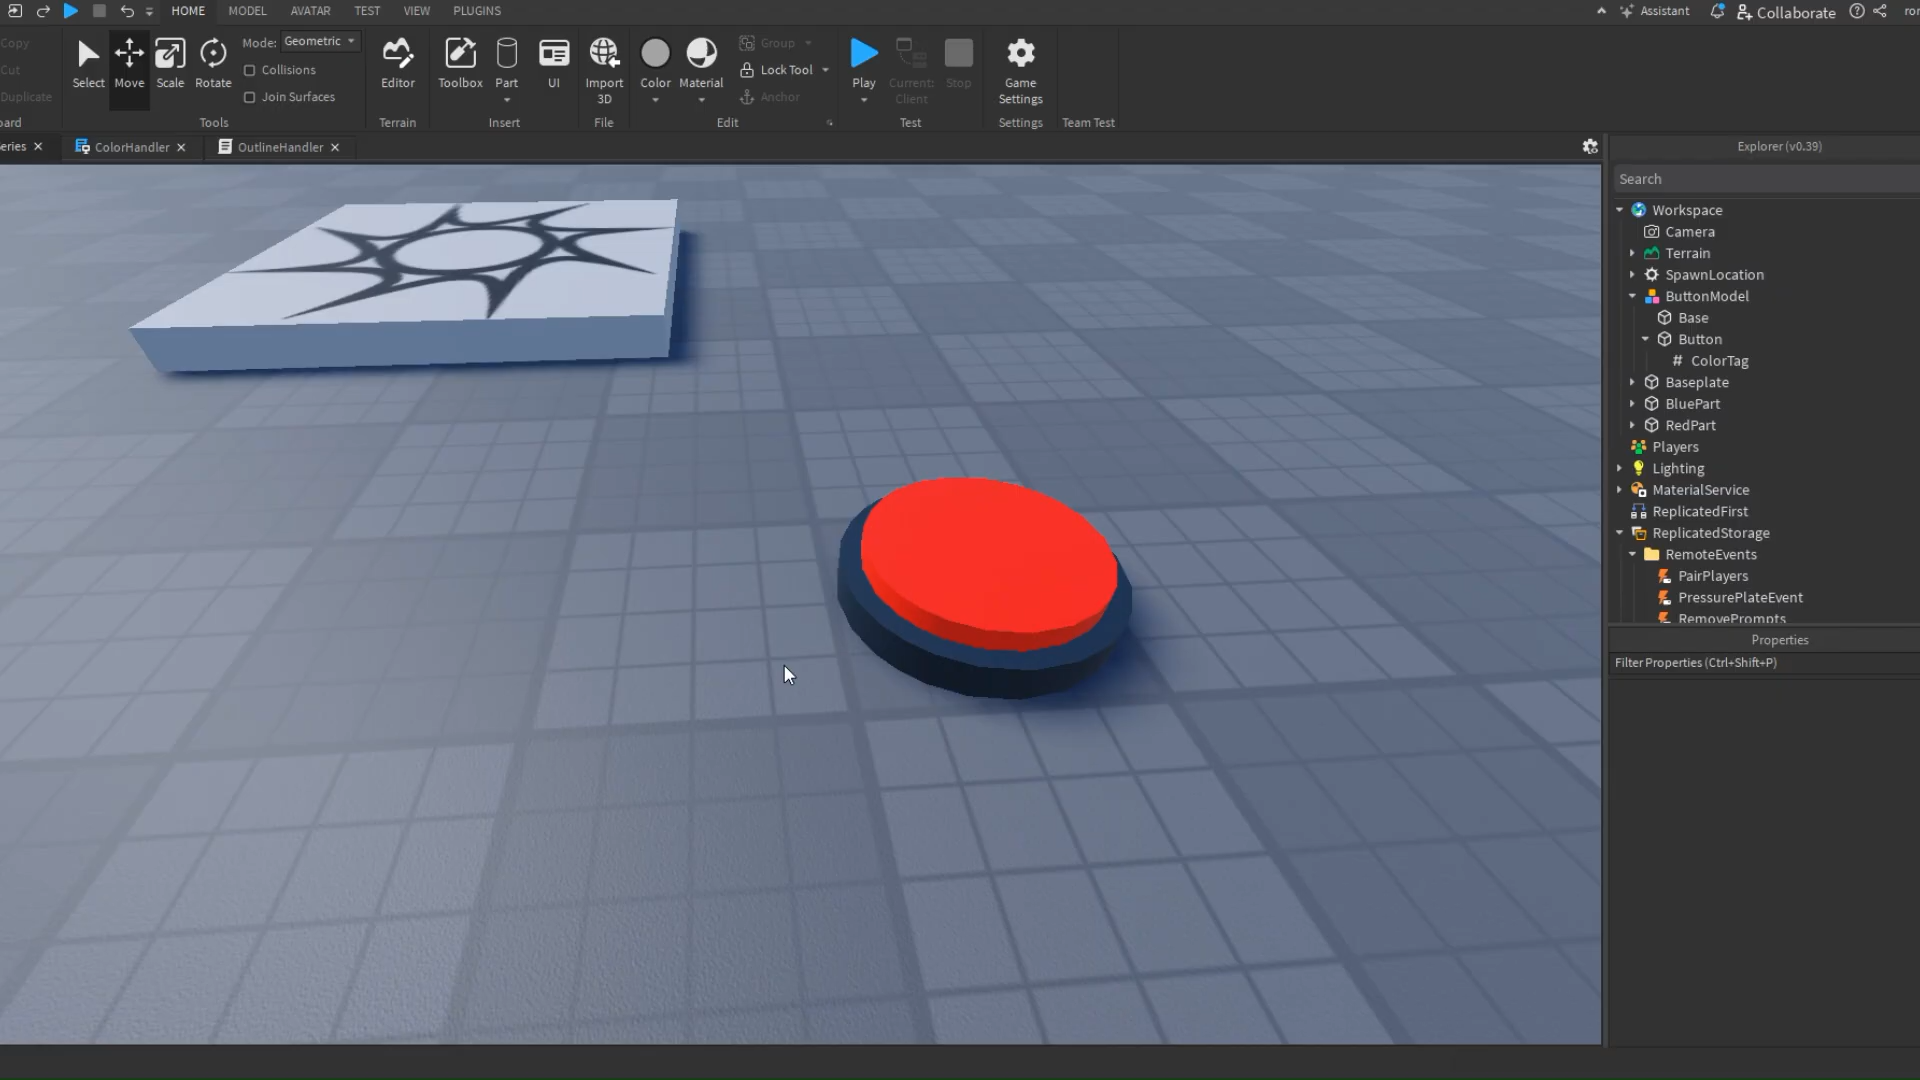 HOME MODEL AVATAR TEST VIEW PLUGINS Assistant Collaborate
Copy
Cut
Duplicate
Select Move Scale Rotate
Mode: Geometric
Collisions
Join Surfaces
Tools
Editor
Terrain
Toolbox Part UI
Insert
Import
3D
File
Color Material
Group
Lock Tool
Anchor
Edit
Play
Current:
Client
Stop
Test
Game
Settings
Settings
Team Test
eries × ColorHandler × OutlineHandler ×
Explorer (v0.39)
Search
Workspace
Camera
Terrain
SpawnLocation
ButtonModel
Base
Button
# ColorTag
Baseplate
BluePart
RedPart
Players
Lighting
MaterialService
ReplicatedFirst
ReplicatedStorage
RemoteEvents
PairPlayers
PressurePlateEvent
RemovePrompts
Properties
Filter Properties (Ctrl+Shift+P)